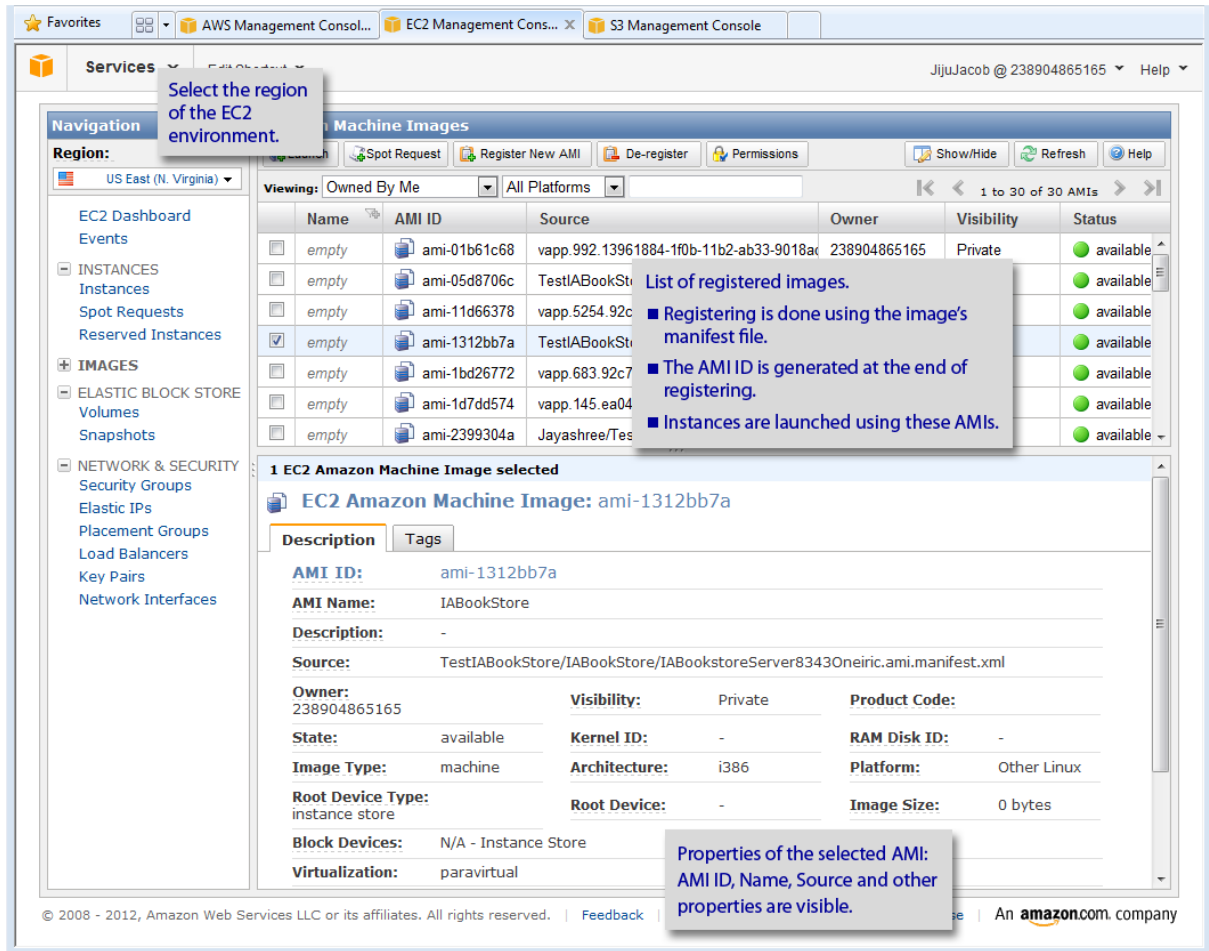 Favorites
AWS Management Consol...
EC2 Management Cons... X
S3 Management Console
Services
JijuJacob @ 238904865165
Help
Select the region
of the EC2
environment.
Navigation
Machine Images
Region:
Spot Request
Register New AMI
De-register
Permissions
Show/Hide
Refresh
Help
US East (N. Virginia)
Viewing: Owned By Me
All Platforms
1 to 30 of 30 AMIs
Name AMI ID Source Owner Visibility Status
empty ami-01b61c68 vapp.992.13961884-1f0b-11b2-ab33-9018ac 238904865165 Private available
empty ami-05d8706c TestIABookSt available
empty ami-11d66378 vapp.5254.92c available
empty ami-1312bb7a TestIABookSt available
empty ami-1bd26772 vapp.683.92c7 available
empty ami-1d7dd574 vapp.145.ea04 available
empty ami-2399304a Jayashree/Tes available
List of registered images.
■ Registering is done using the image's
manifest file.
■ The AMI ID is generated at the end of
registering.
■ Instances are launched using these AMIs.
EC2 Dashboard
Events
INSTANCES
Instances
Spot Requests
Reserved Instances
IMAGES
ELASTIC BLOCK STORE
Volumes
Snapshots
NETWORK & SECURITY
Security Groups
Elastic IPs
Placement Groups
Load Balancers
Key Pairs
Network Interfaces
1 EC2 Amazon Machine Image selected
EC2 Amazon Machine Image: ami-1312bb7a
Description Tags
AMI ID: ami-1312bb7a
AMI Name: IABookStore
Description: -
Source: TestIABookStore/IABookStore/IABookstoreServer8343Oneiric.ami.manifest.xml
Owner:
238904865165
Visibility: Private
Product Code:
State: available Kernel ID: - RAM Disk ID: -
Image Type: machine Architecture: i386 Platform: Other Linux
Root Device Type:
instance store
Root Device: -
Image Size: 0 bytes
Block Devices: N/A - Instance Store
Virtualization: paravirtual
Properties of the selected AMI:
AMI ID, Name, Source and other
properties are visible.
© 2008 - 2012, Amazon Web Services LLC or its affiliates. All rights reserved. | Feedback |
An amazon.com. company